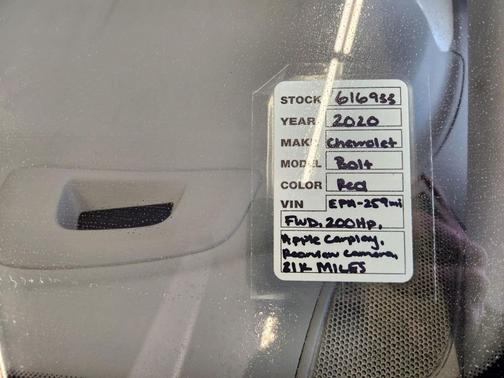 STOCK 616933
YEAR 2020
MAKE Chevrolet
MODEL Bolt
COLOR Red
VIN EPA-259mi
FWD, 200Hp,
Apple Carplay,
Rearview Camera,
21K MILES